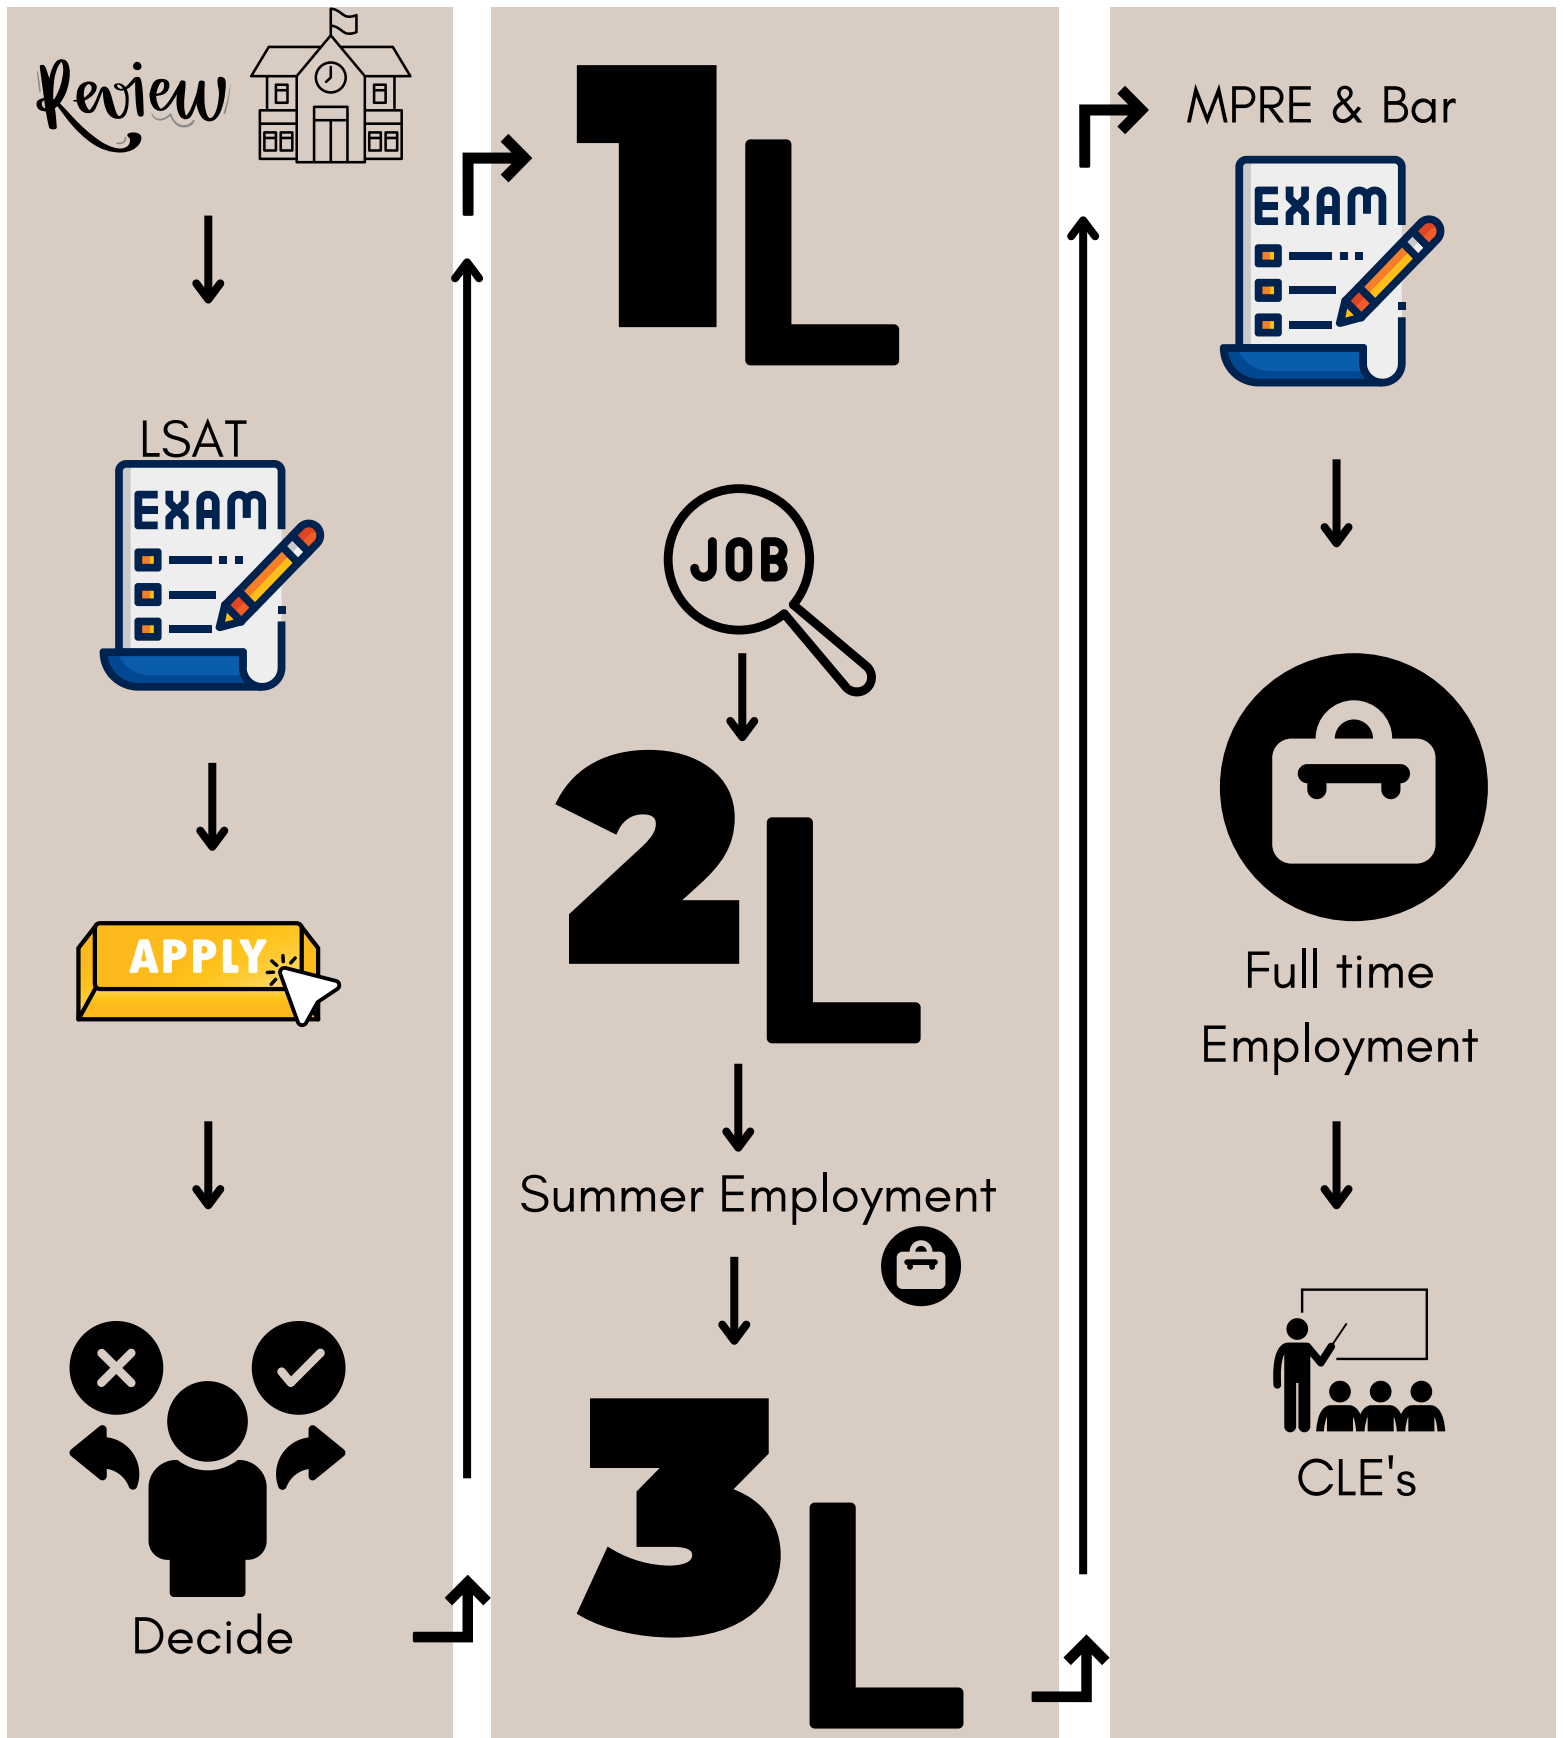 Review
LSAT
EXAM
APPLY
Decide
1L
JOB
2L
Summer Employment
3L
MPRE & Bar
EXAM
Full time
Employment
CLE's